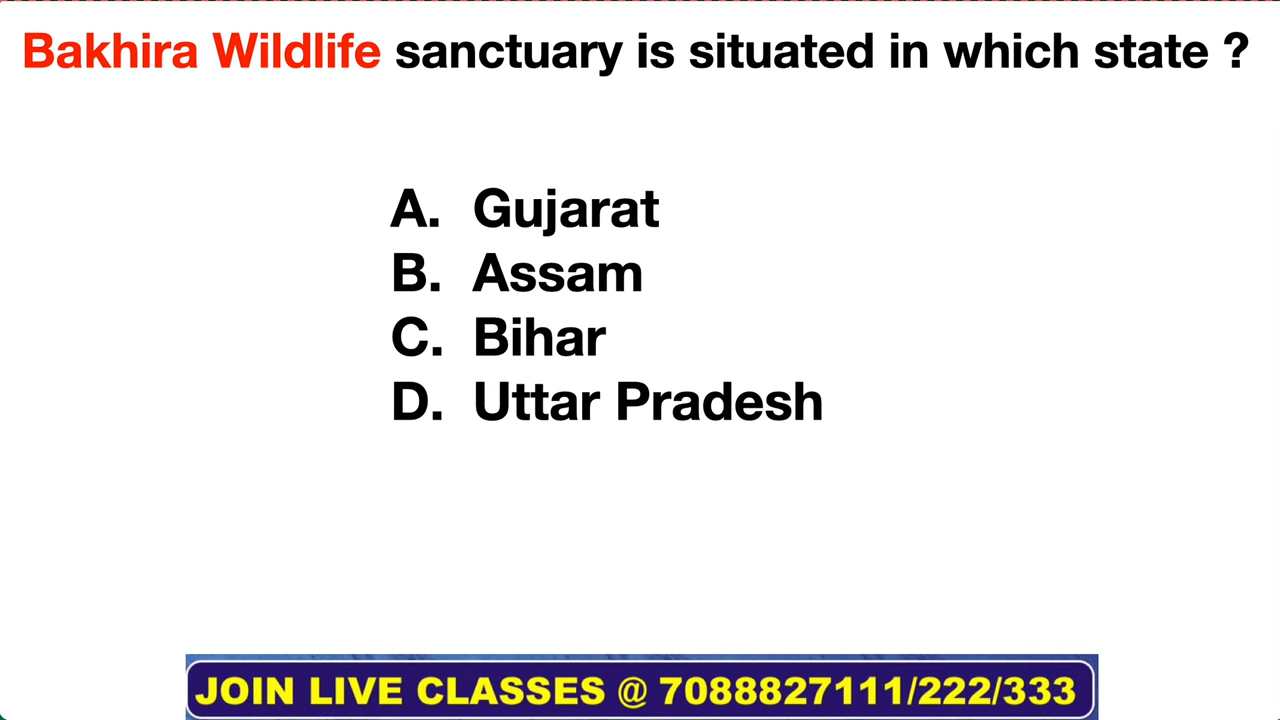 Bakhira Wildlife sanctuary is situated in which state ?
A. Gujarat
B. Assam
C. Bihar
D. Uttar Pradesh
JOIN LIVE CLASSES @ 7088827111/222/333